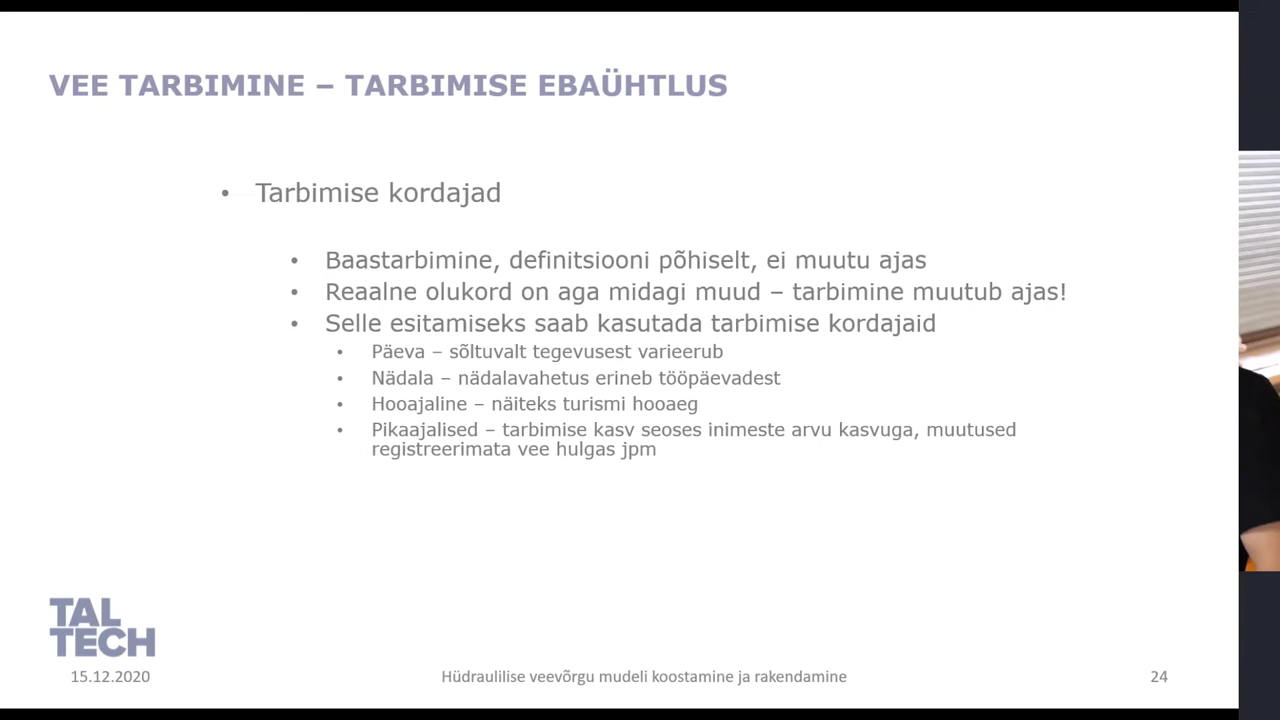 VEE TARBIMINE – TARBIMISE EBAÜHTLUS
• Tarbimise kordajad
• Baastarbimine, definitsiooni põhiselt, ei muutu ajas
• Reaalne olukord on aga midagi muud – tarbimine muutub ajas!
• Selle esitamiseks saab kasutada tarbimise kordajaid
• Päeva – sõltuvalt tegevusest varieerub
• Nädala – nädalavahetus erineb tööpäevadest
• Hooajaline – näiteks turismi hooaeg
• Pikaajalised – tarbimise kasv seoses inimeste arvu kasvuga, muutused
registreerimata vee hulgas jpm
TAL
TECH
15.12.2020 Hüdraulilise veevõrgu mudeli koostamine ja rakendamine 24